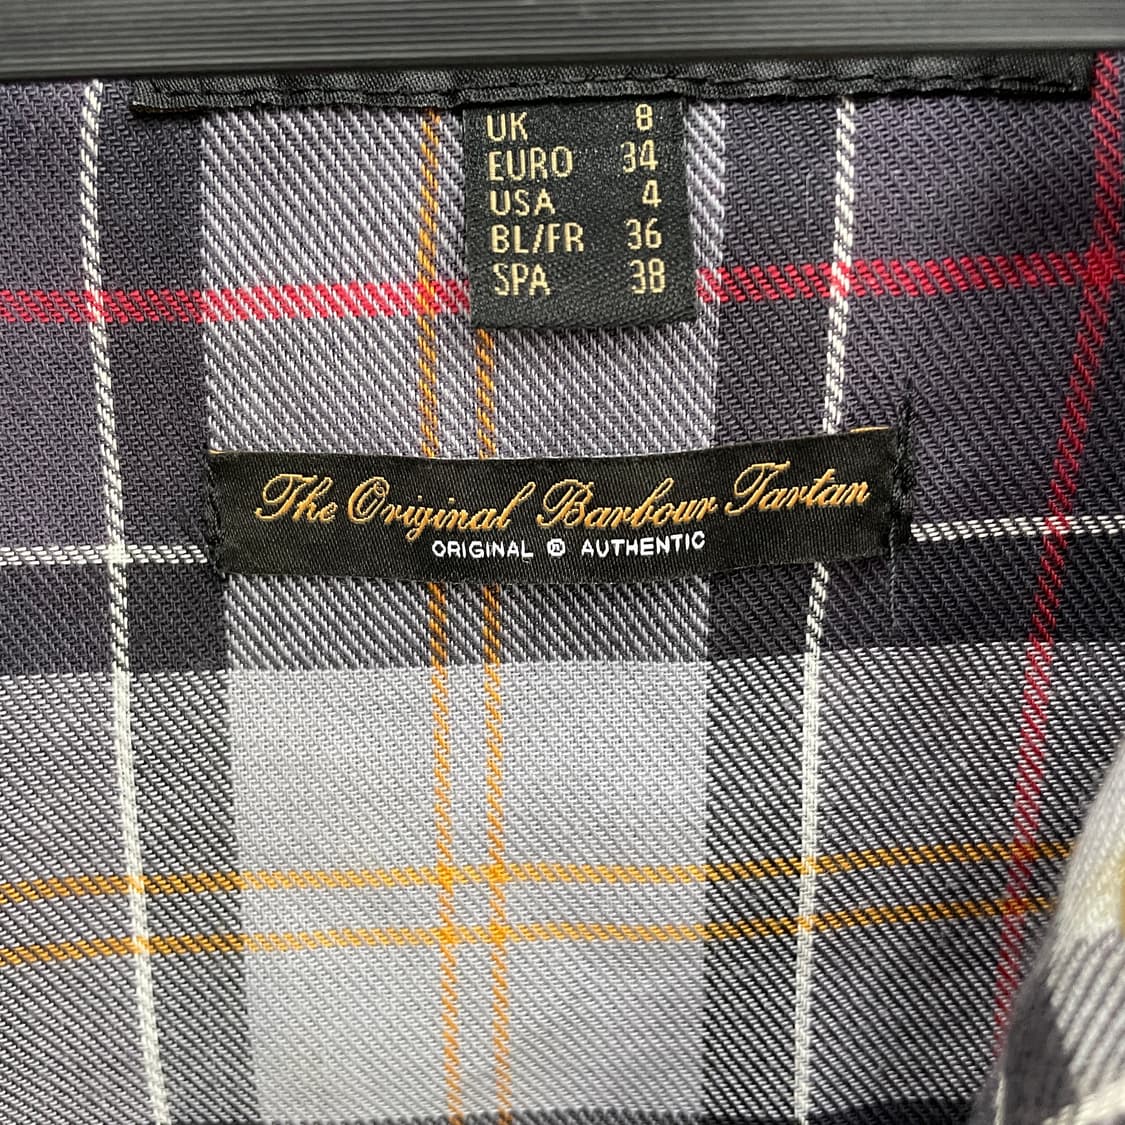 UK 8
EURO 34
USA 4
BL/FR 36
SPA 38
The Original Barbour Tartan
ORIGINAL ® AUTHENTIC